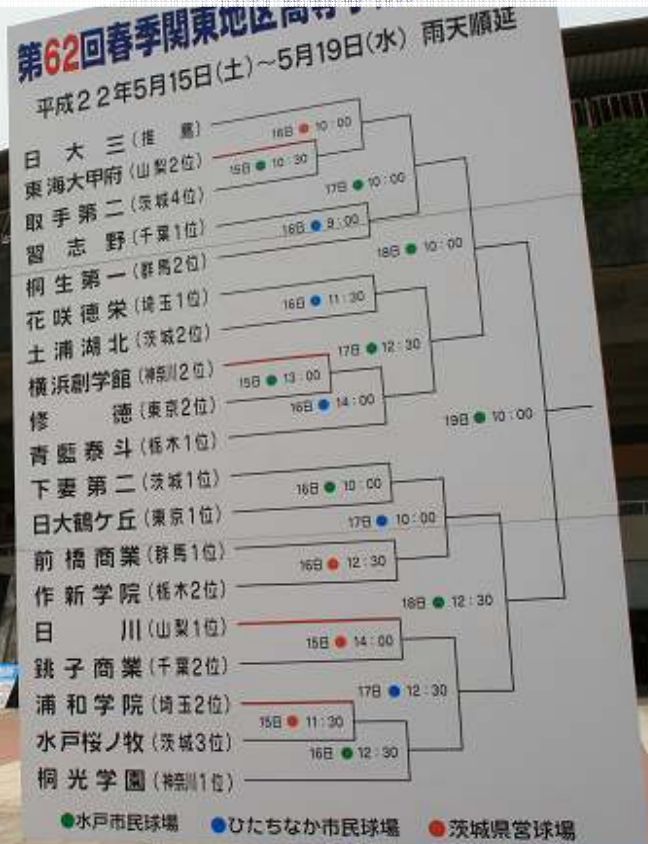 第62回春季関東地区高等学
平成22年5月15日(土)〜5月19日(水) 雨天順延
日大三(推薦)
16日●10:00
東海大甲府(山梨2位)
15日●10:30
取手第二(茨城4位)
17日●10:00
習志野(千葉1位)
16日●9:00
桐生第一(群馬2位)
18日●10:00
花咲徳栄(埼玉1位)
16日●11:30
土浦湖北(茨城2位)
17日●12:30
横浜創学館(神奈川2位)
15日●13:00
修徳(東京2位)
16日●14:00
青藍泰斗(栃木1位)
19日●10:00
下妻第二(茨城1位)
16日●10:00
日大鶴ケ丘(東京1位)
17日●10:00
前橋商業(群馬1位)
16日●12:30
作新学院(栃木2位)
18日●12:30
日川(山梨1位)
15日●14:00
銚子商業(千葉2位)
17日●12:30
浦和学院(埼玉2位)
15日●11:30
水戸桜ノ牧(茨城3位)
16日●12:30
桐光学園(神奈川1位)
●水戸市民球場 ●ひたちなか市民球場 ●茨城県営球場